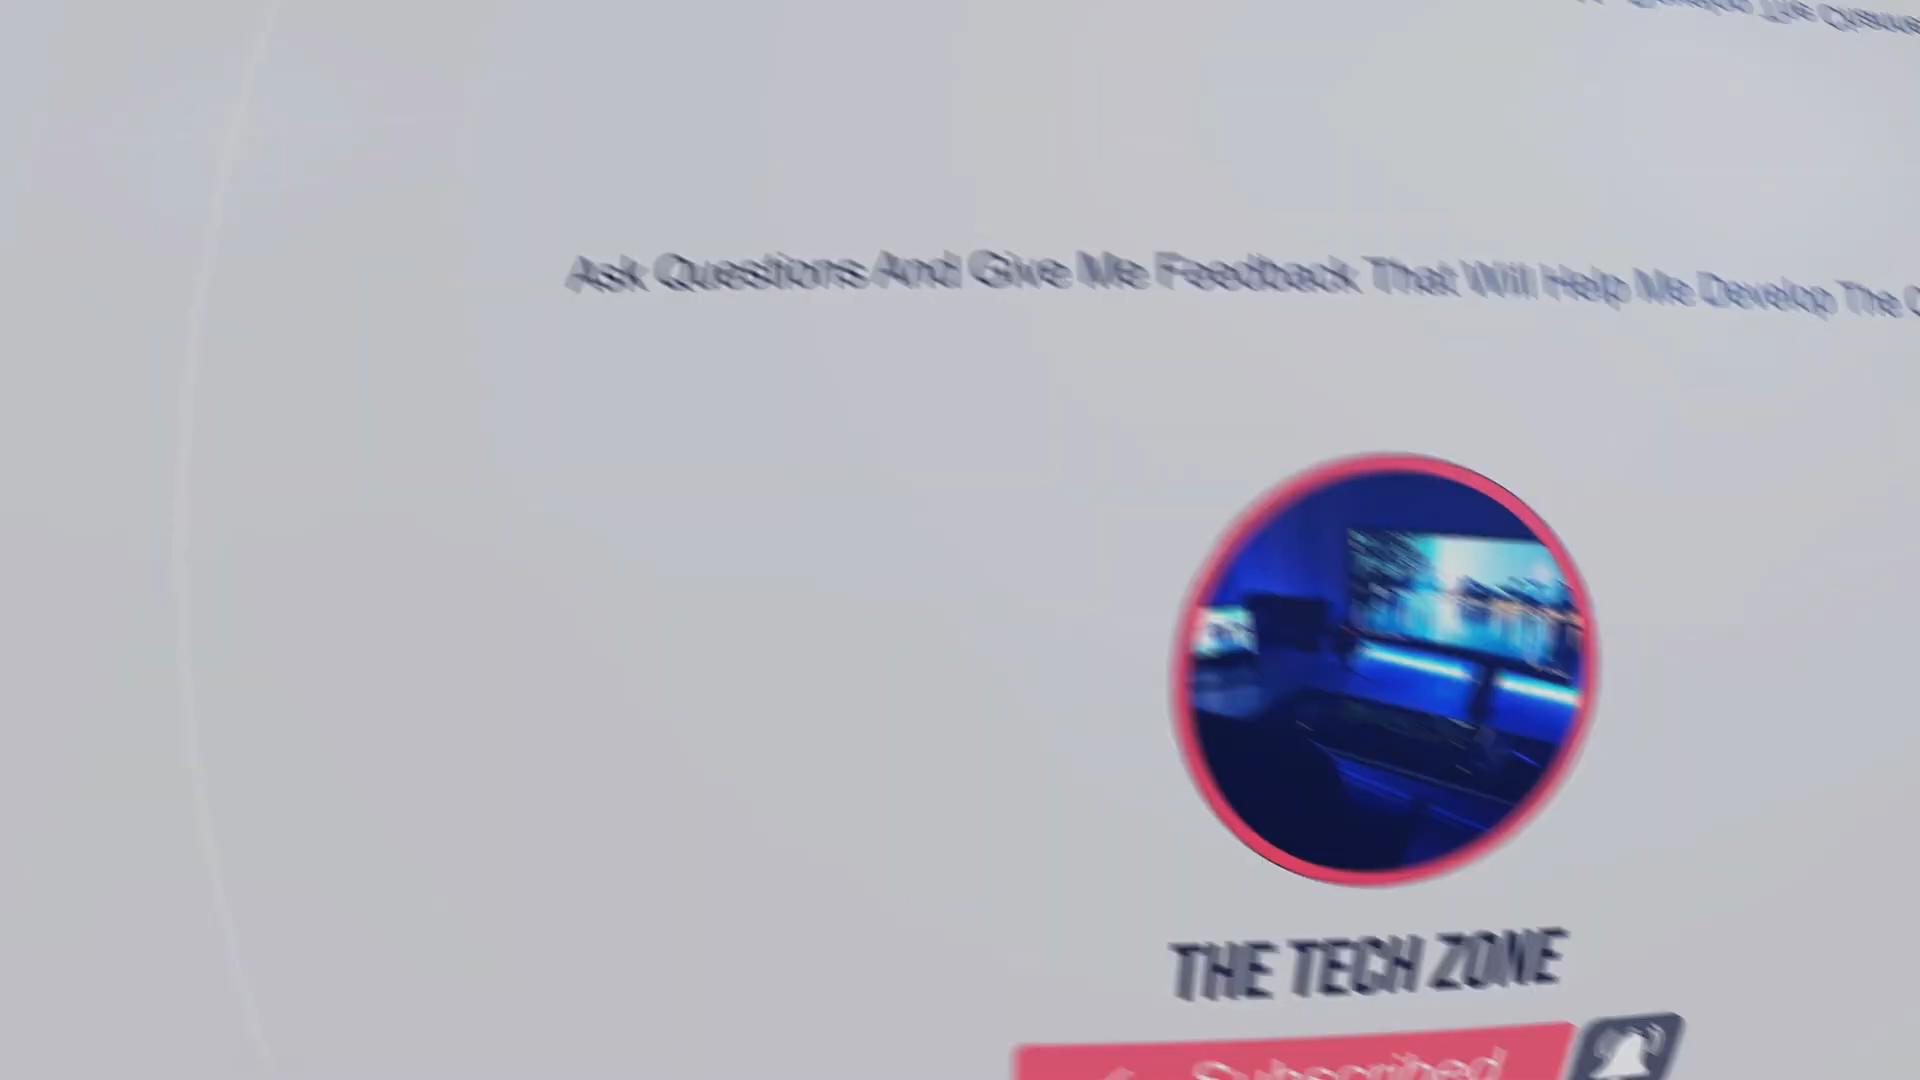 Ask Questions And Give Me Feedback That Will Help Me Develop The
THE TECH ZONE
Subscribed